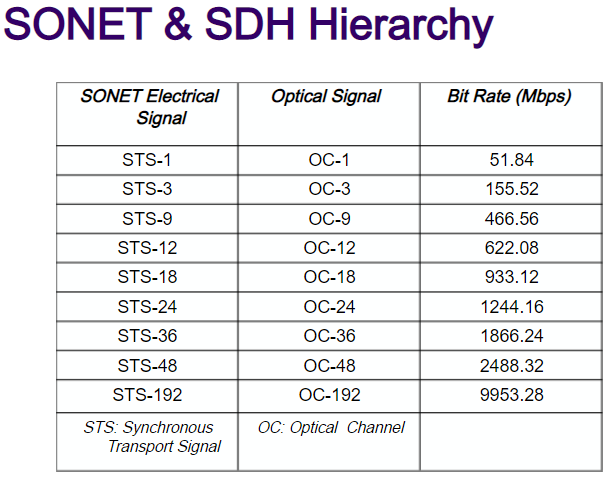 SONET & SDH Hierarchy
SONET Electrical Signal Optical Signal Bit Rate (Mbps)
STS-1 OC-1 51.84
STS-3 OC-3 155.52
STS-9 OC-9 466.56
STS-12 OC-12 622.08
STS-18 OC-18 933.12
STS-24 OC-24 1244.16
STS-36 OC-36 1866.24
STS-48 OC-48 2488.32
STS-192 OC-192 9953.28
STS: Synchronous Transport Signal OC: Optical Channel